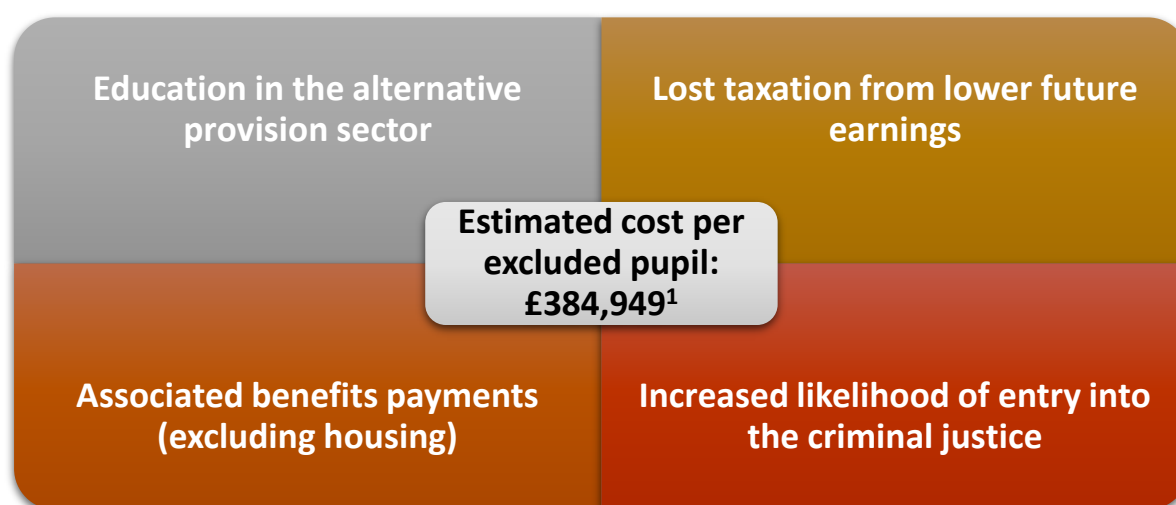 Education in the alternative
provision sector
Lost taxation from lower future
earnings
Estimated cost per
excluded pupil:
£384,949¹
Associated benefits payments
(excluding housing)
Increased likelihood of entry into
the criminal justice